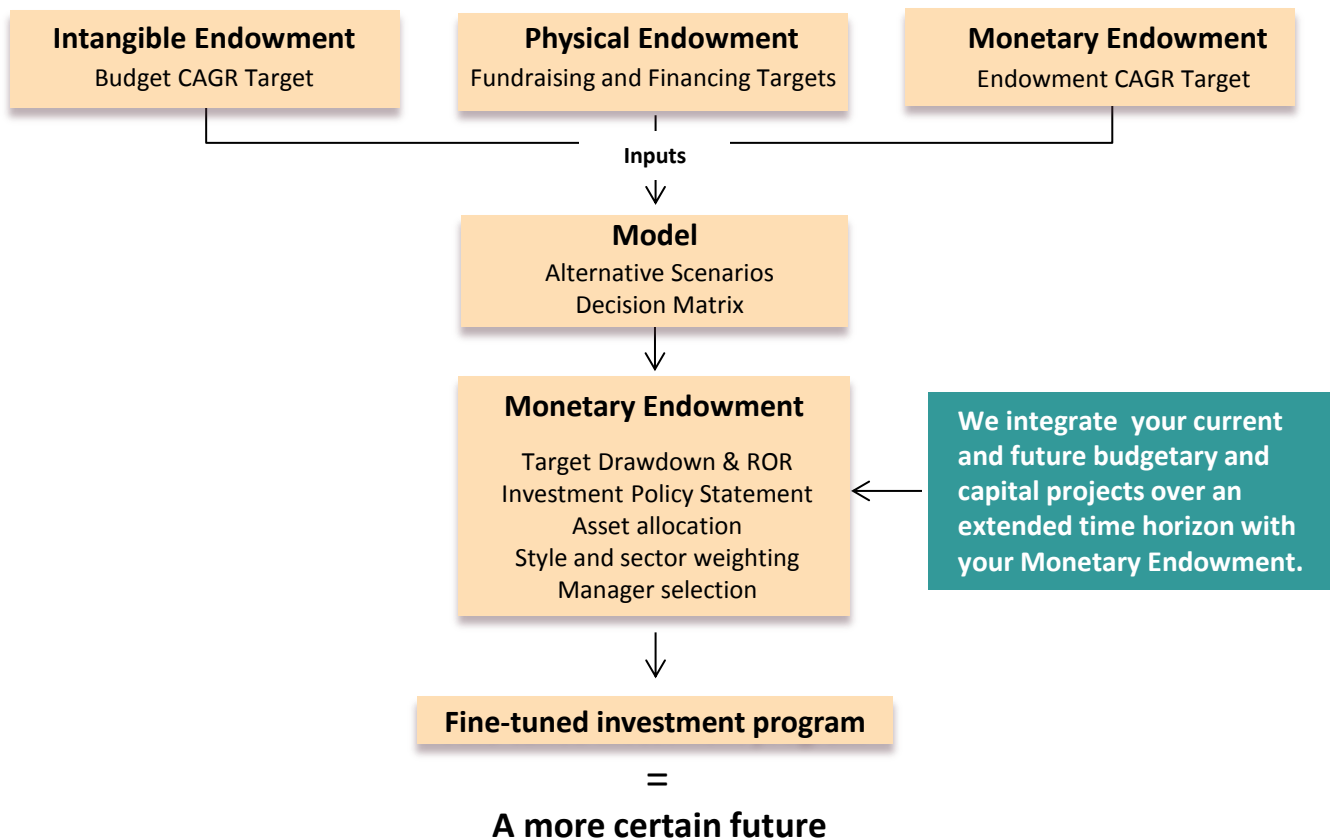 Intangible Endowment
Budget CAGR Target
Physical Endowment
Fundraising and Financing Targets
Monetary Endowment
Endowment CAGR Target
Inputs
Model
Alternative Scenarios
Decision Matrix
Monetary Endowment
Target Drawdown & ROR
Investment Policy Statement
Asset allocation
Style and sector weighting
Manager selection
We integrate your current
and future budgetary and
capital projects over an
extended time horizon with
your Monetary Endowment.
Fine-tuned investment program
=
A more certain future